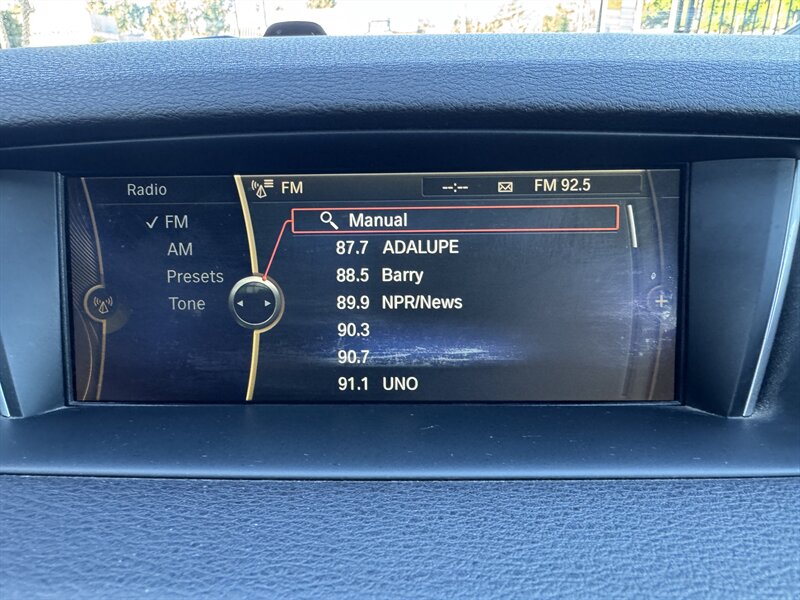 Radio
FM
--:--
FM 92.5
FM
AM
Presets
Tone
Manual
87.7 ADALUPE
88.5 Barry
89.9 NPR/News
90.3
90.7
91.1 UNO
+